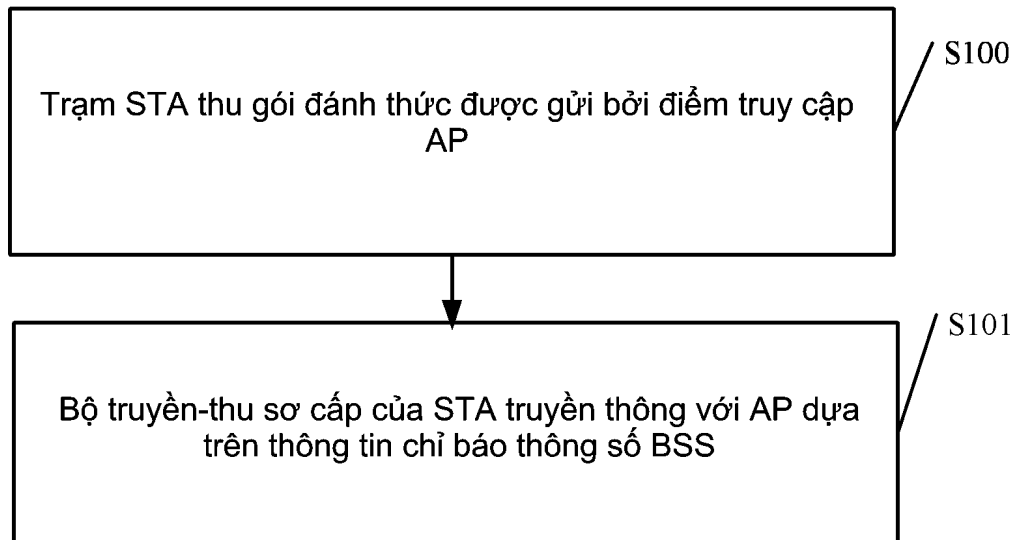 S100
Trạm STA thu gói đánh thức được gửi bởi điểm truy cập
AP
S101
Bộ truyền-thu sơ cấp của STA truyền thông với AP dựa
trên thông tin chỉ báo thông số BSS